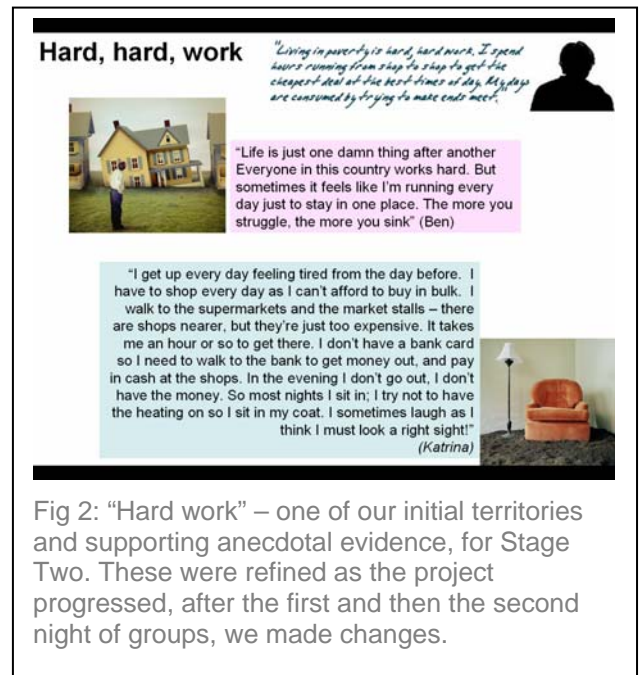 Hard, hard, work
"Living in poverty is hard, hard work. I spend
hours running from shop to shop to get the
cheapest deal at the best times of day. My days
are consumed by trying to make ends meet."
"Life is just one damn thing after another
Everyone in this country works hard. But
sometimes it feels like I'm running every
day just to stay in one place. The more you
struggle, the more you sink" (Ben)
"I get up every day feeling tired from the day before.  I
have to shop every day as I can't afford to buy in bulk.  I
walk to the supermarkets and the market stalls – there
are shops nearer, but they're just too expensive. It takes
me an hour or so to get there. I don't have a bank card
so I need to walk to the bank to get money out, and pay
in cash at the shops. In the evening I don't go out, I don't
have the money. So most nights I sit in; I try not to have
the heating on so I sit in my coat. I sometimes laugh as I
think I must look a right sight!"
(Katrina)
Fig 2: "Hard work" – one of our initial territories
and supporting anecdotal evidence, for Stage
Two. These were refined as the project
progressed, after the first and then the second
night of groups, we made changes.